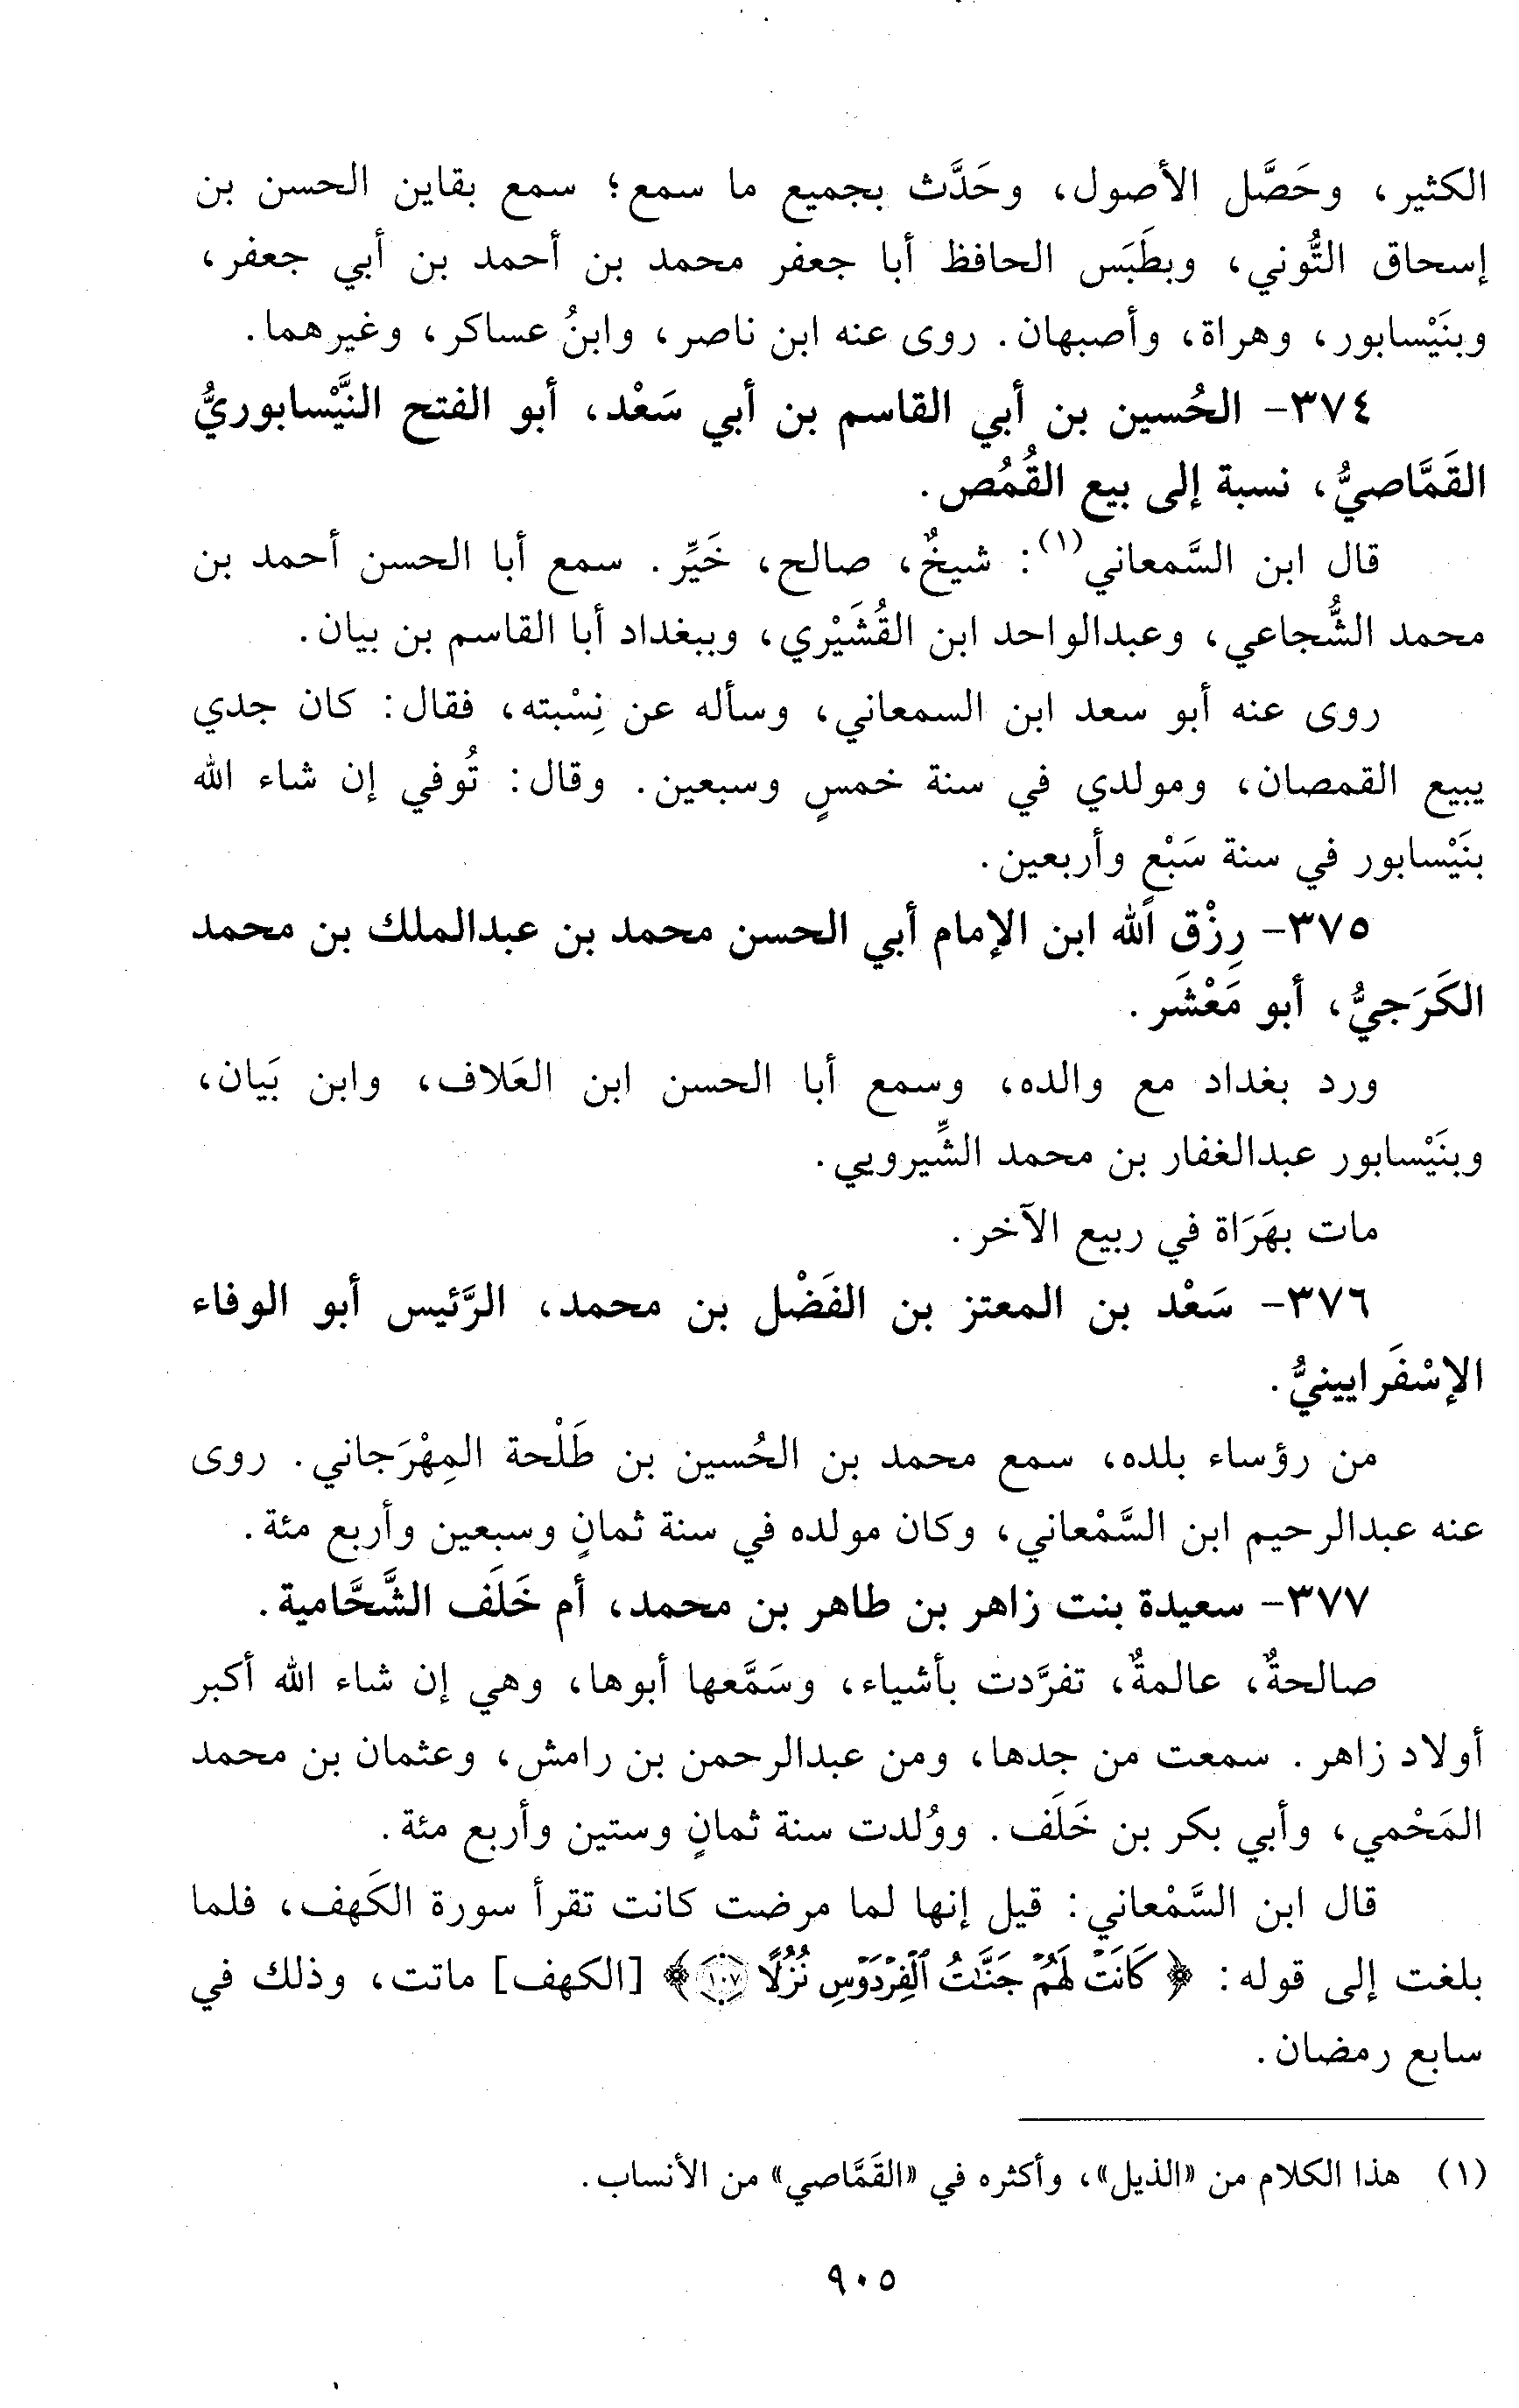 الكثير، وحَصَّل الأصول، وحَدَّث بجميع ما سمع؛ سمع بقاين الحسن بن
إسحاق التُّوني، وبطَبَس الحافظ أبا جعفر محمد بن أحمد بن أبي جعفر،
وبنَيْسابور، وهراة، وأصبهان. روى عنه ابن ناصر، وابنُ عساكر، وغيرهما.
٣٧٤- الحُسين بن أبي القاسم بن أبي سَعْد، أبو الفتح النَّيْسابوريُّ
القَمَّاصيُّ، نسبة إلى بيع القُمُص.
قال ابن السَّمعاني(١): شيخٌ، صالح، خَيِّر. سمع أبا الحسن أحمد بن
محمد الشُّجاعي، وعبدالواحد ابن القُشَيْري، وببغداد أبا القاسم بن بيان.
روى عنه أبو سعد ابن السمعاني، وسأله عن نِسْبته، فقال: كان جدي
يبيع القمصان، ومولدي في سنة خمسٍ وسبعين. وقال: تُوفي إن شاء الله
بنَيْسابور في سنة سَبْعٍ وأربعين.
٣٧٥- رِزْق الله ابن الإمام أبي الحسن محمد بن عبدالملك بن محمد
الكَرَجيُّ، أبو مَعْشَر.
ورد بغداد مع والده، وسمع أبا الحسن ابن العَلاف، وابن بَيان،
وبنَيْسابور عبدالغفار بن محمد الشِّيرويي.
مات بهَرَاة في ربيع الآخر.
٣٧٦- سَعْد بن المعتز بن الفَضْل بن محمد، الرَّئيس أبو الوفاء
الإسْفَرايينيُّ.
من رؤساء بلده، سمع محمد بن الحُسين بن طَلْحة المِهْرَجاني. روى
عنه عبدالرحيم ابن السَّمْعاني، وكان مولده في سنة ثمانٍ وسبعين وأربع مئة.
٣٧٧- سعيدة بنت زاهر بن طاهر بن محمد، أم خَلَف الشَّحَّامية.
صالحةٌ، عالمةٌ، تفرَّدت بأشياء، وسَمَّعها أبوها، وهي إن شاء الله أكبر
أولاد زاهر. سمعت من جدها، ومن عبدالرحمن بن رامش، وعثمان بن محمد
المَحْمي، وأبي بكر بن خَلَف. ووُلدت سنة ثمانٍ وستين وأربع مئة.
قال ابن السَّمْعاني: قيل إنها لما مرضت كانت تقرأ سورة الكَهف، فلما
بلغت إلى قوله: ﴿كَانَتْ لَهُمْ جَنَّاتُ ٱلْفِرْدَوْسِ نُزُلًا ١٠٧﴾ [الكهف] ماتت، وذلك في
سابع رمضان.
(١) هذا الكلام من «الذيل»، وأكثره في «القَمَّاصي» من الأنساب.
٩٠٥